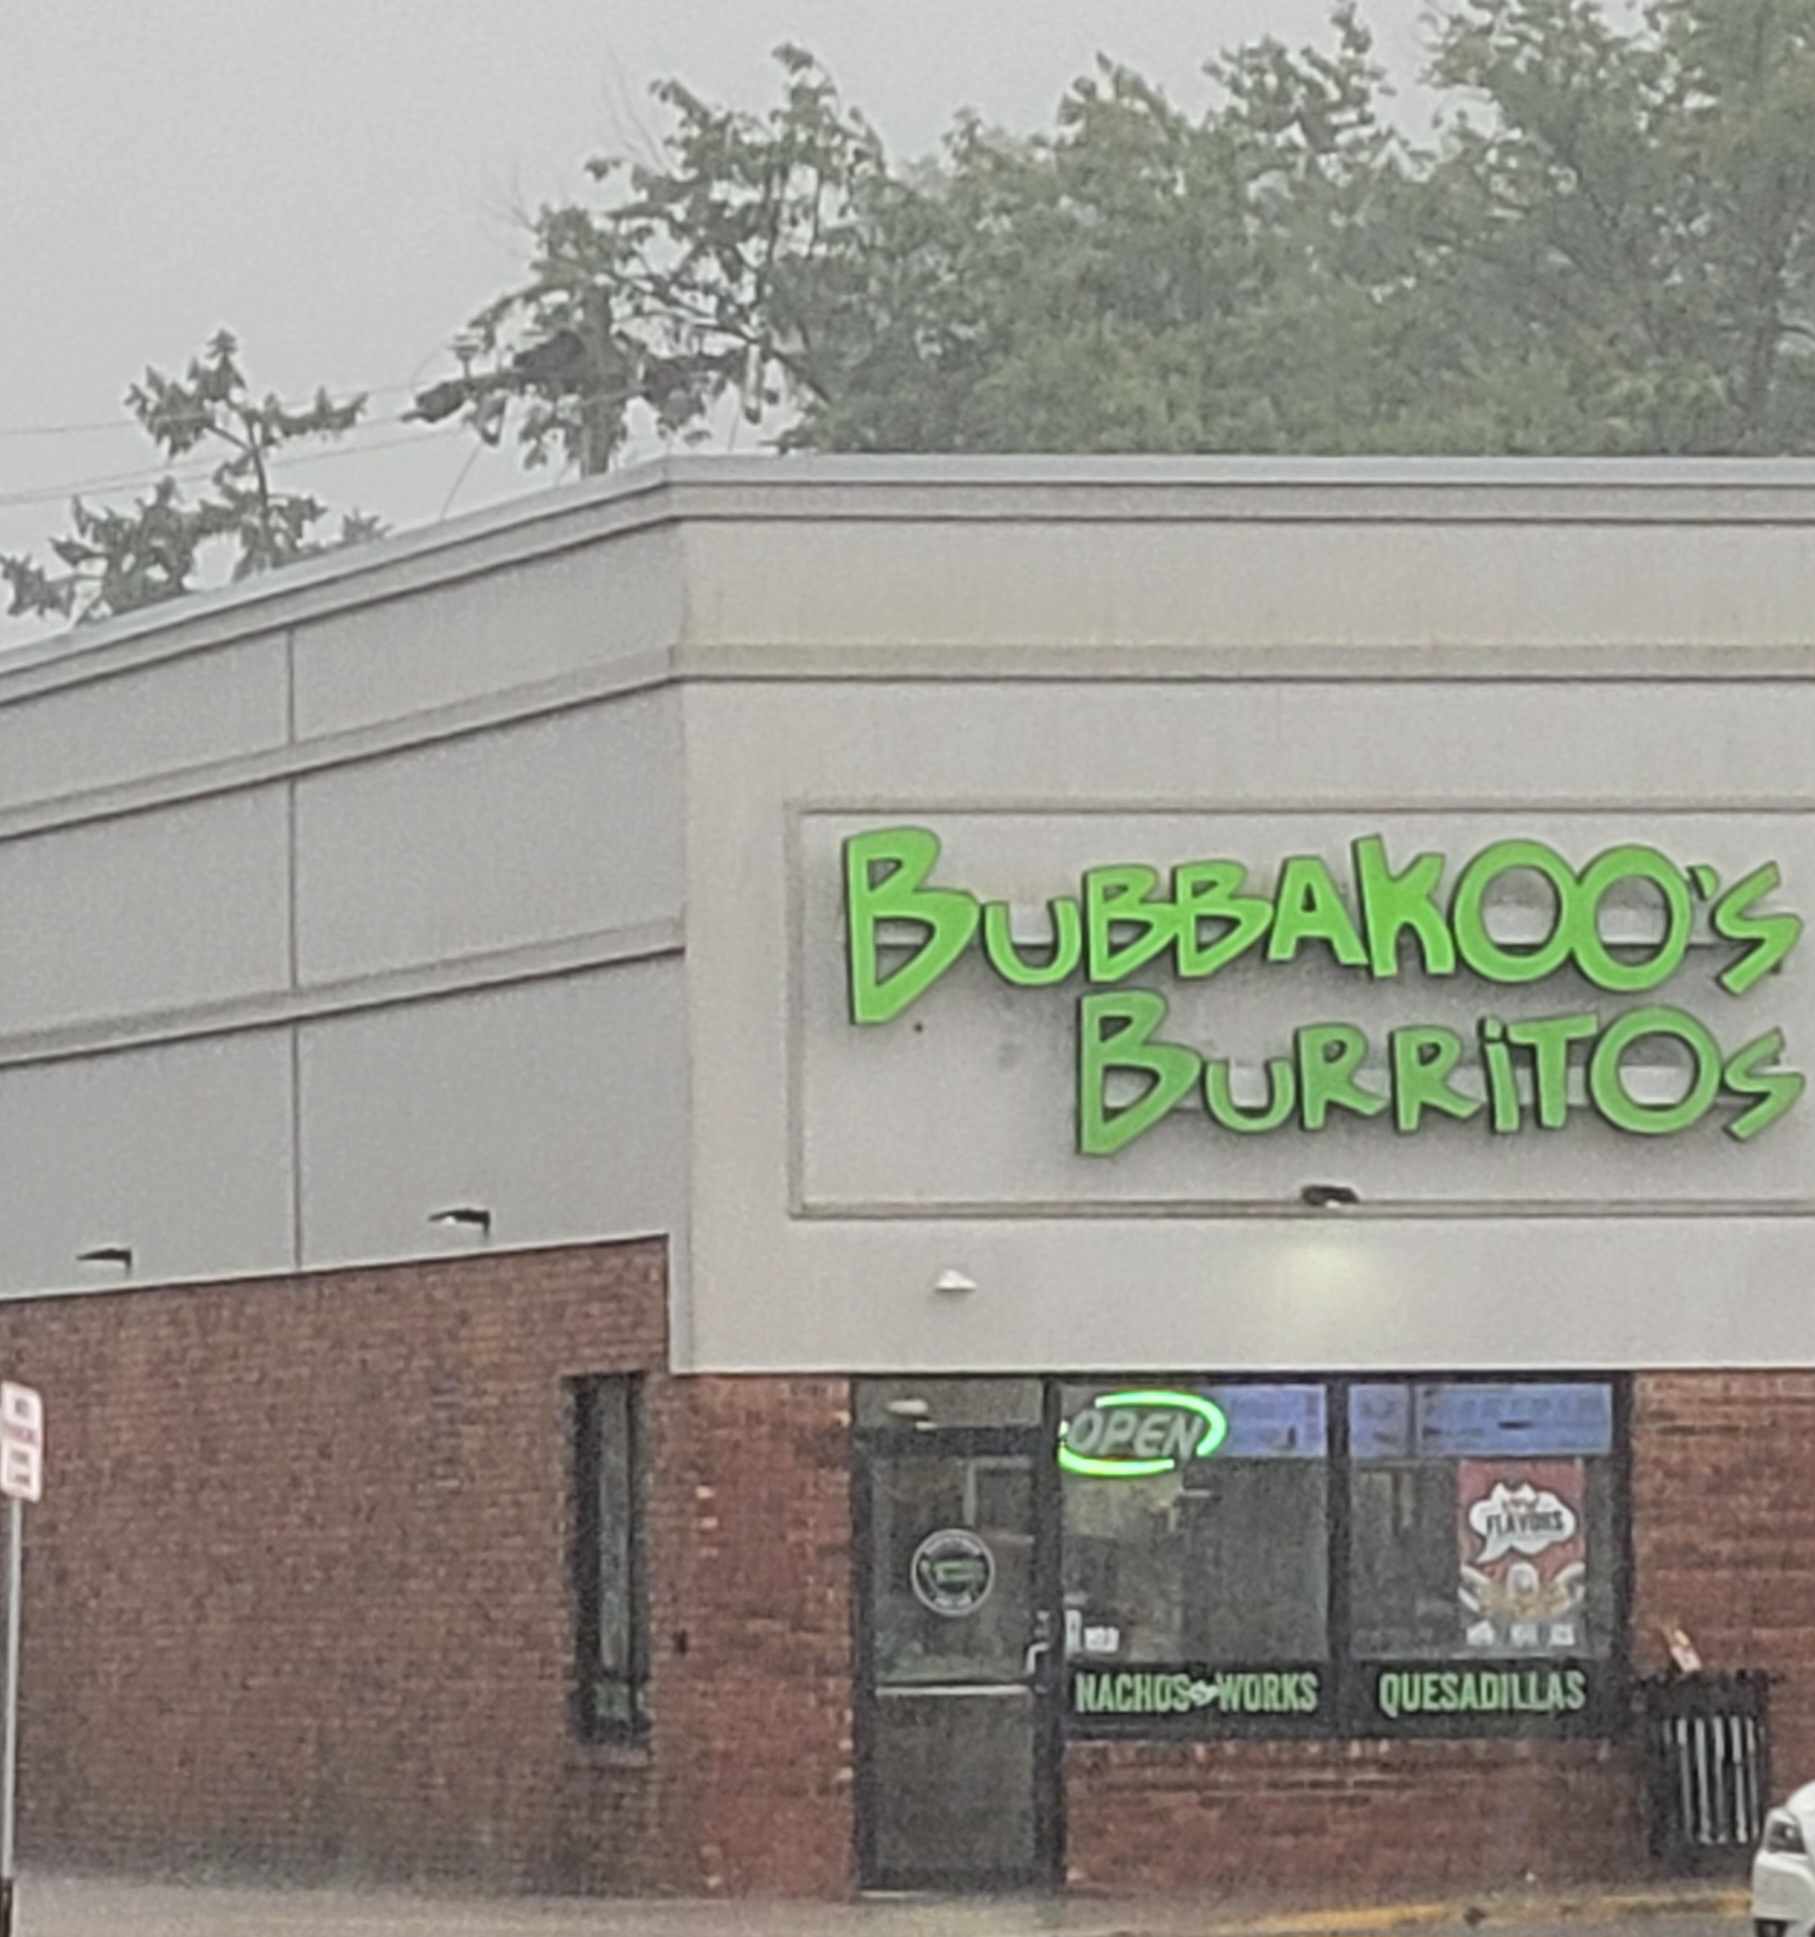 BUBBAKOO'S
BURRiTOS
OPEN
FLAVORS
NACHOS WORKS
QUESADILLAS